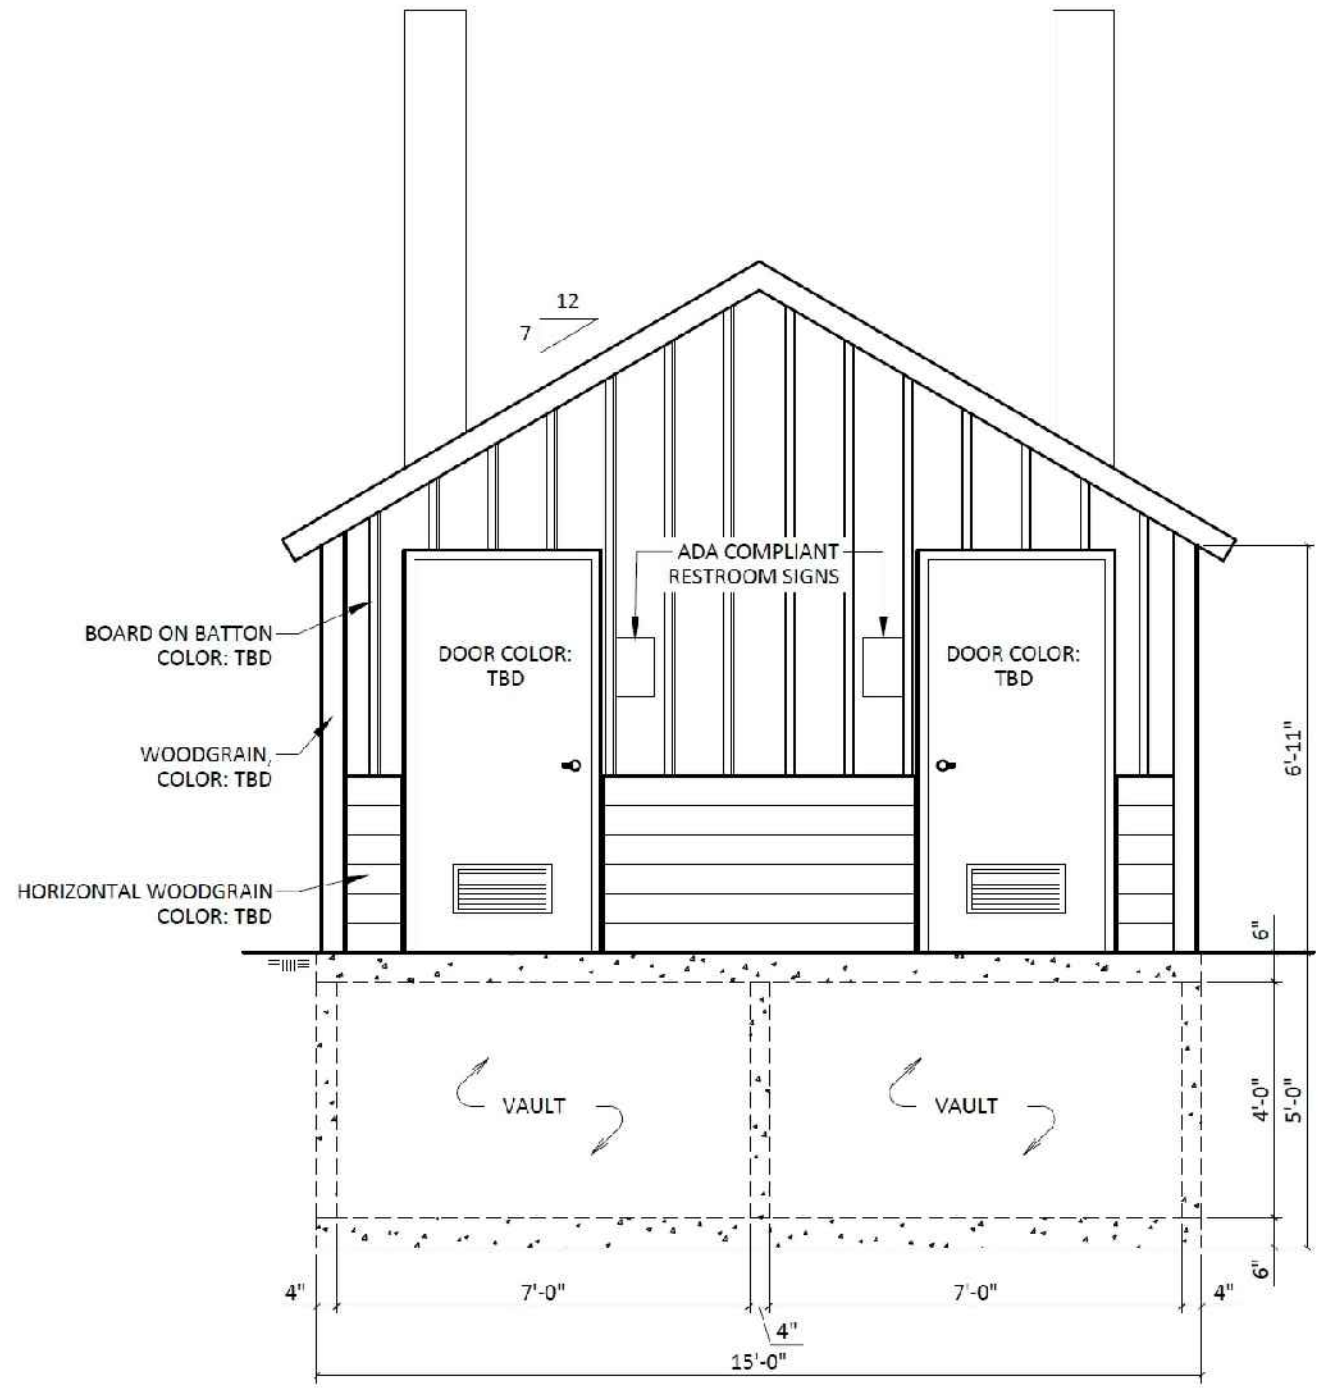 12
7
ADA COMPLIANT
RESTROOM SIGNS
BOARD ON BATTON
COLOR: TBD
DOOR COLOR:
TBD
DOOR COLOR:
TBD
WOODGRAIN,
COLOR: TBD
6'-11"
HORIZONTAL WOODGRAIN
COLOR: TBD
6"
VAULT
VAULT
4'-0"
5'-0"
6"
4"
7'-0"
7'-0"
4"
4"
15'-0"